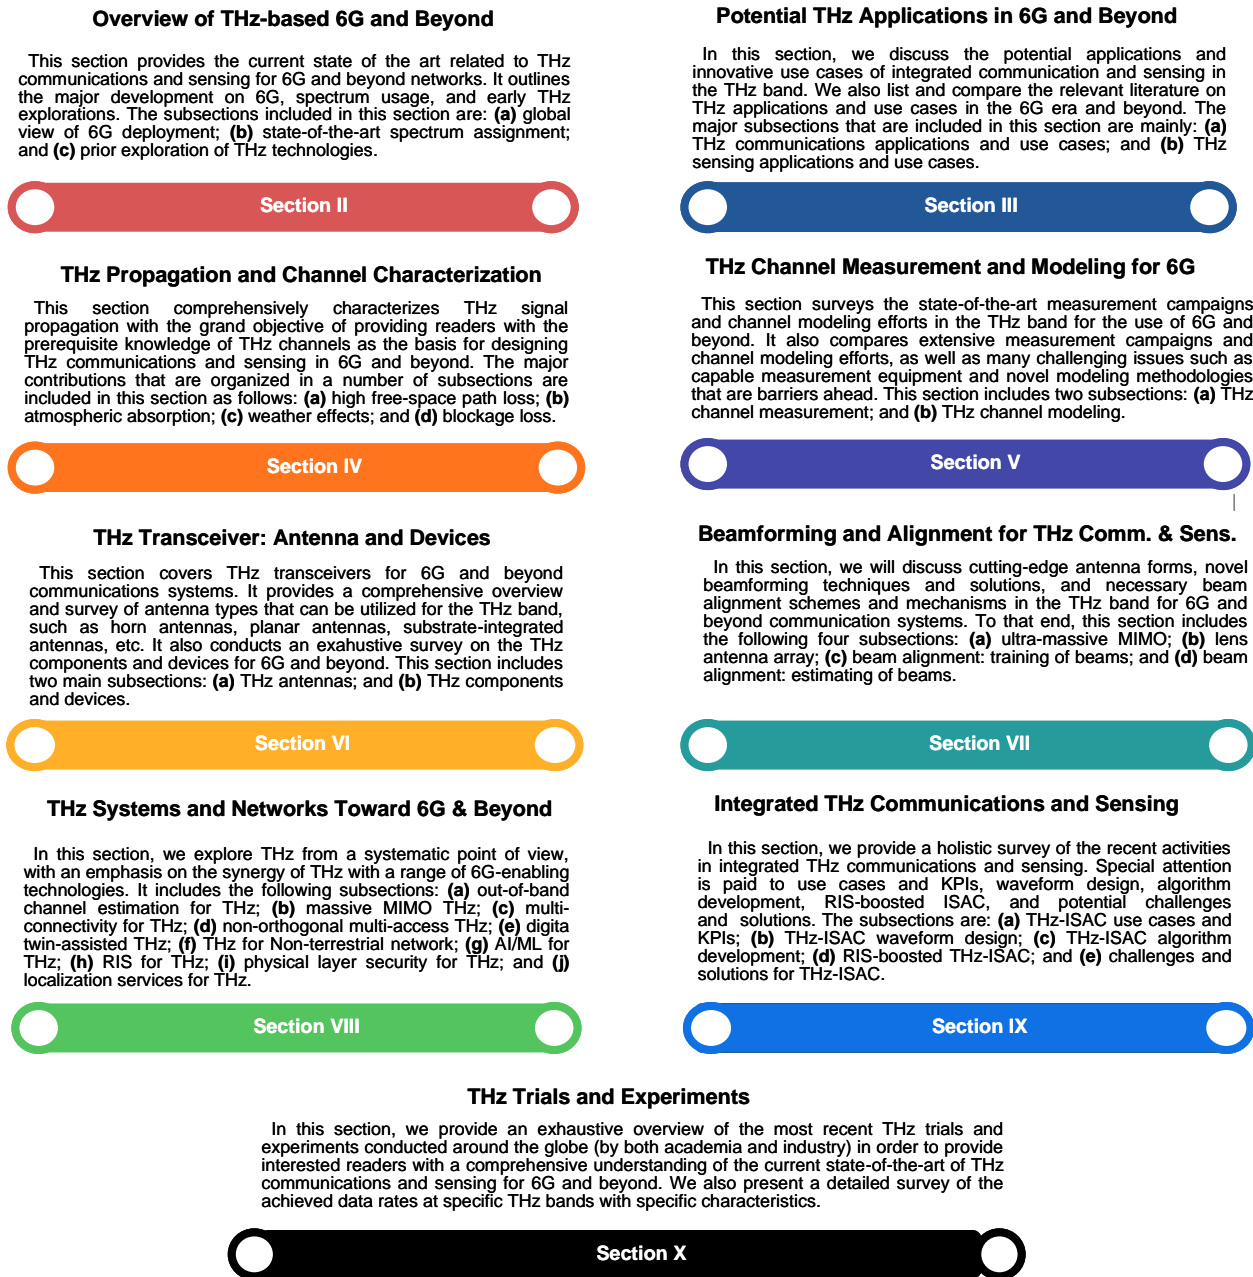 Overview of THz-based 6G and Beyond
This section provides the current state of the art related to THz
communications and sensing for 6G and beyond networks. It outlines
the major development on 6G, spectrum usage, and early THz
explorations. The subsections included in this section are: (a) global
view of 6G deployment; (b) state-of-the-art spectrum assignment;
and (c) prior exploration of THz technologies.
Section II
Potential THz Applications in 6G and Beyond
In this section, we discuss the potential applications and
innovative use cases of integrated communication and sensing in
the THz band. We also list and compare the relevant literature on
THz applications and use cases in the 6G era and beyond. The
major subsections that are included in this section are mainly: (a)
THz communications applications and use cases; and (b) THz
sensing applications and use cases.
Section III
THz Propagation and Channel Characterization
This section comprehensively characterizes THz signal
propagation with the grand objective of providing readers with the
prerequisite knowledge of THz channels as the basis for designing
THz communications and sensing in 6G and beyond. The major
contributions that are organized in a number of subsections are
included in this section as follows: (a) high free-space path loss; (b)
atmospheric absorption; (c) weather effects; and (d) blockage loss.
Section IV
THz Channel Measurement and Modeling for 6G
This section surveys the state-of-the-art measurement campaigns
and channel modeling efforts in the THz band for the use of 6G and
beyond. It also compares extensive measurement campaigns and
channel modeling efforts, as well as many challenging issues such as
capable measurement equipment and novel modeling methodologies
that are barriers ahead. This section includes two subsections: (a) THz
channel measurement; and (b) THz channel modeling.
Section V
THz Transceiver: Antenna and Devices
This section covers THz transceivers for 6G and beyond
communications systems. It provides a comprehensive overview
and survey of antenna types that can be utilized for the THz band,
such as horn antennas, planar antennas, substrate-integrated
antennas, etc. It also conducts an exahustive survey on the THz
components and devices for 6G and beyond. This section includes
two main subsections: (a) THz antennas; and (b) THz components
and devices.
Section VI
Beamforming and Alignment for THz Comm. & Sens.
In this section, we will discuss cutting-edge antenna forms, novel
beamforming techniques and solutions, and necessary beam
alignment schemes and mechanisms in the THz band for 6G and
beyond communication systems. To that end, this section includes
the following four subsections: (a) ultra-massive MIMO; (b) lens
antenna array; (c) beam alignment: training of beams; and (d) beam
alignment: estimating of beams.
Section VII
THz Systems and Networks Toward 6G & Beyond
In this section, we explore THz from a systematic point of view,
with an emphasis on the synergy of THz with a range of 6G-enabling
technologies. It includes the following subsections: (a) out-of-band
channel estimation for THz; (b) massive MIMO THz; (c) multi-
connectivity for THz; (d) non-orthogonal multi-access THz; (e) digita
twin-assisted THz; (f) THz for Non-terrestrial network; (g) AI/ML for
THz; (h) RIS for THz; (i) physical layer security for THz; and (j)
localization services for THz.
Section VIII
Integrated THz Communications and Sensing
In this section, we provide a holistic survey of the recent activities
in integrated THz communications and sensing. Special attention
is paid to use cases and KPIs, waveform design, algorithm
development, RIS-boosted ISAC, and potential challenges
and solutions. The subsections are: (a) THz-ISAC use cases and
KPIs; (b) THz-ISAC waveform design; (c) THz-ISAC algorithm
development; (d) RIS-boosted THz-ISAC; and (e) challenges and
solutions for THz-ISAC.
Section IX
THz Trials and Experiments
In this section, we provide an exhaustive overview of the most recent THz trials and
experiments conducted around the globe (by both academia and industry) in order to provide
interested readers with a comprehensive understanding of the current state-of-the-art of THz
communications and sensing for 6G and beyond. We also present a detailed survey of the
achieved data rates at specific THz bands with specific characteristics.
Section X